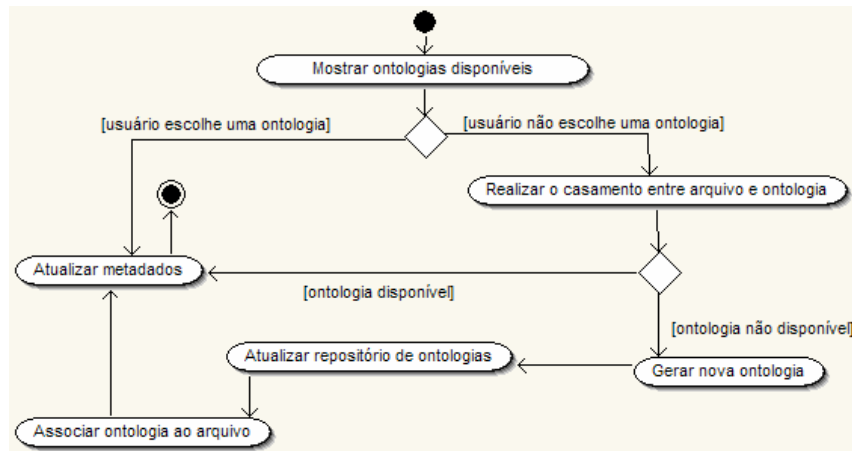 Mostrar ontologias disponíveis
[usuário escolhe uma ontologia]
[usuário não escolhe uma ontologia]
Realizar o casamento entre arquivo e ontologia
Atualizar metadados
[ontologia disponível]
[ontologia não disponível]
Atualizar repositório de ontologias
Gerar nova ontologia
Associar ontologia ao arquivo